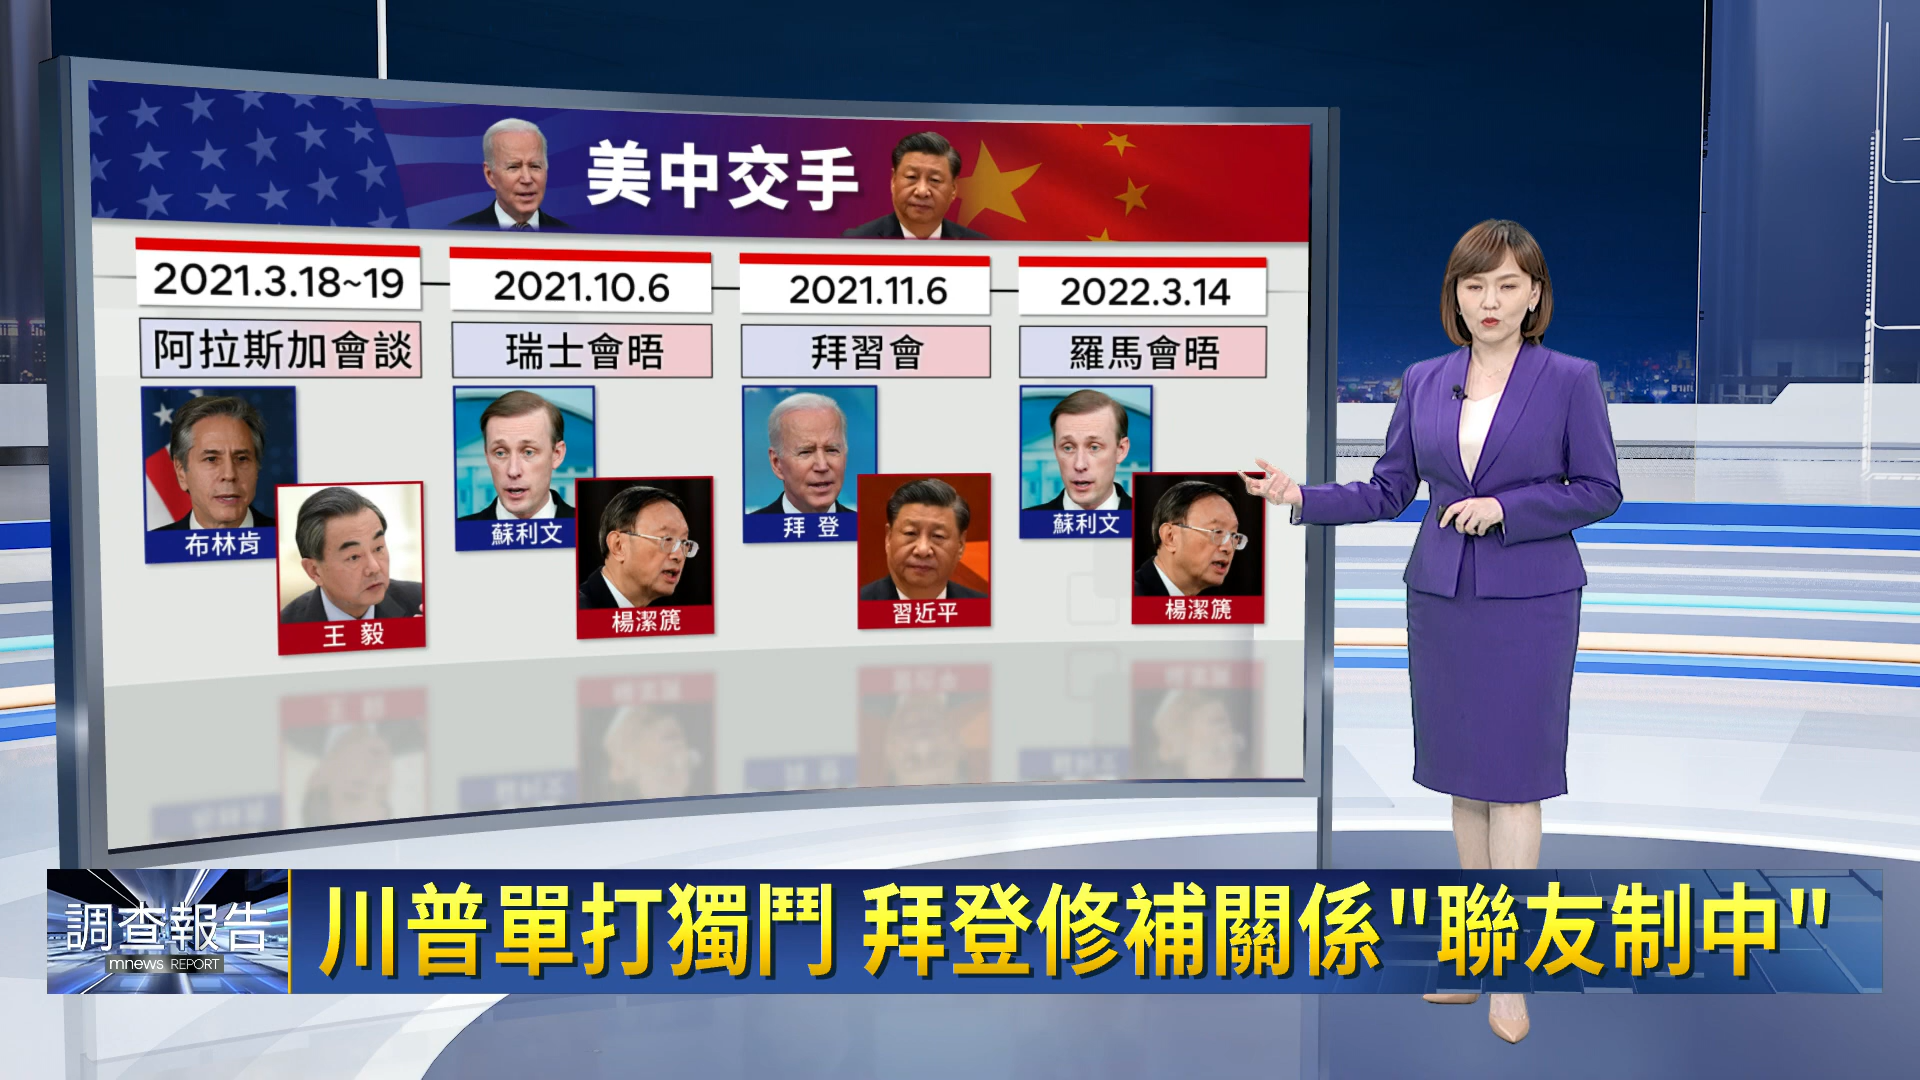 美中交手
2021.3.18~19
2021.10.6
2021.11.6
2022.3.14
阿拉斯加會談
瑞士會晤
拜習會
羅馬會晤
布林肯
王毅
蘇利文
楊潔篪
拜登
習近平
蘇利文
楊潔篪
調查報告
mnews REPORT
川普單打獨鬥 拜登修補關係"聯友制中"